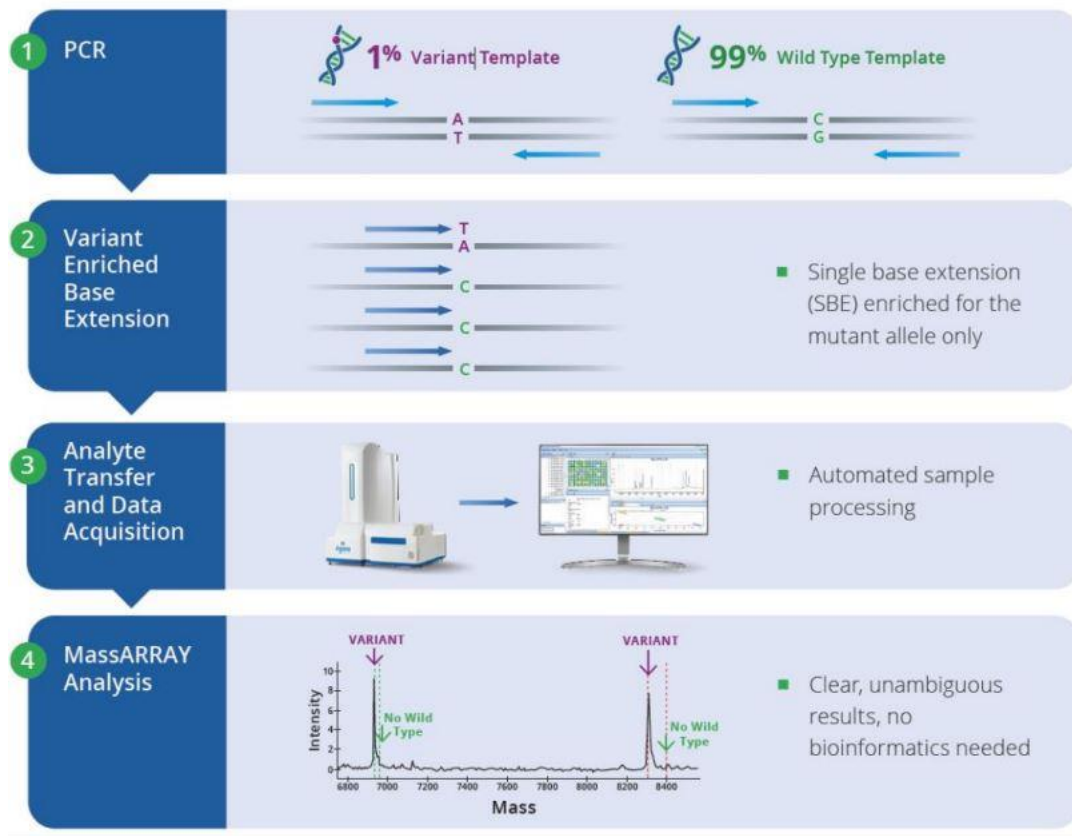 1
PCR
1% Variant Template
99% Wild Type Template
A
T
C
G
2
Variant
Enriched
Base
Extension
T
A
C
C
C
Single base extension
(SBE) enriched for the
mutant allele only
3
Analyte
Transfer
and Data
Acquisition
Automated sample
processing
4
MassARRAY
Analysis
VARIANT
VARIANT
Intensity
10
8
6
4
2
0
No Wild
Type
No Wild
Type
6800 7000 7200 7400 7600 7800 8000 8200 8400
Mass
Clear, unambiguous
results, no
bioinformatics needed